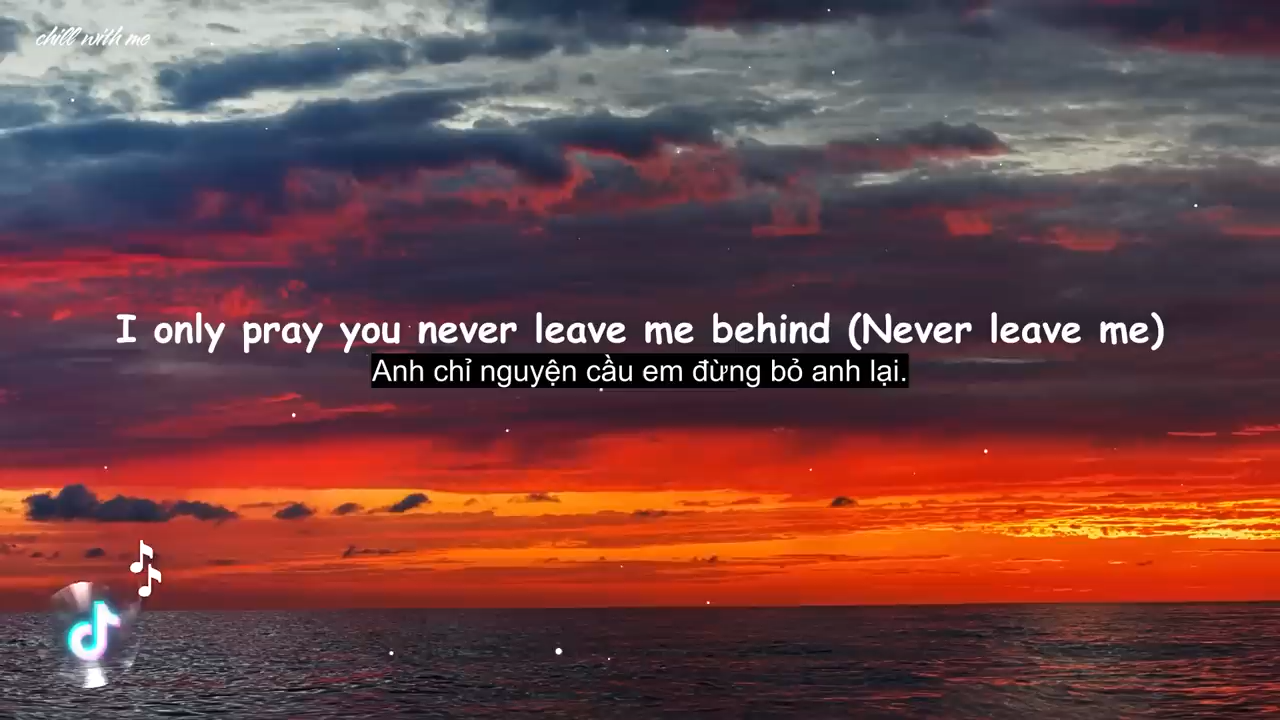 chill with me
I only pray you never leave me behind (Never leave me)
Anh chỉ nguyện cầu em đừng bỏ anh lại.